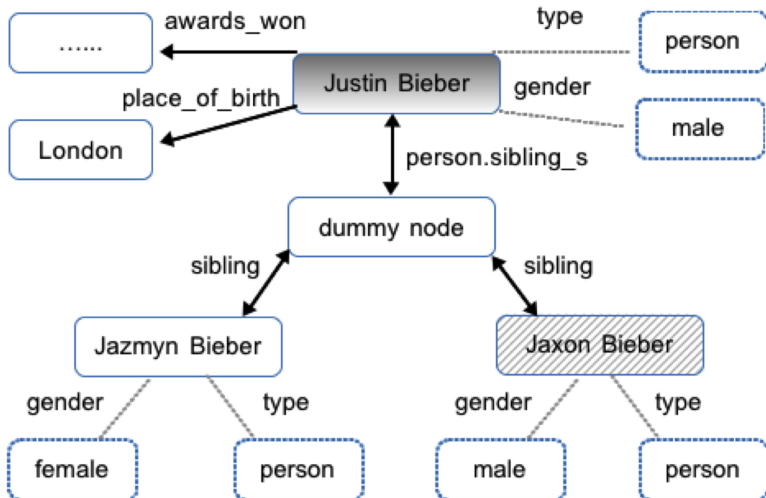 awards_won
type
......
person
Justin Bieber
gender
place_of_birth
male
London
person.sibling_s
dummy node
sibling
sibling
Jazmyn Bieber
Jaxon Bieber
gender
type
gender
type
female
person
male
person